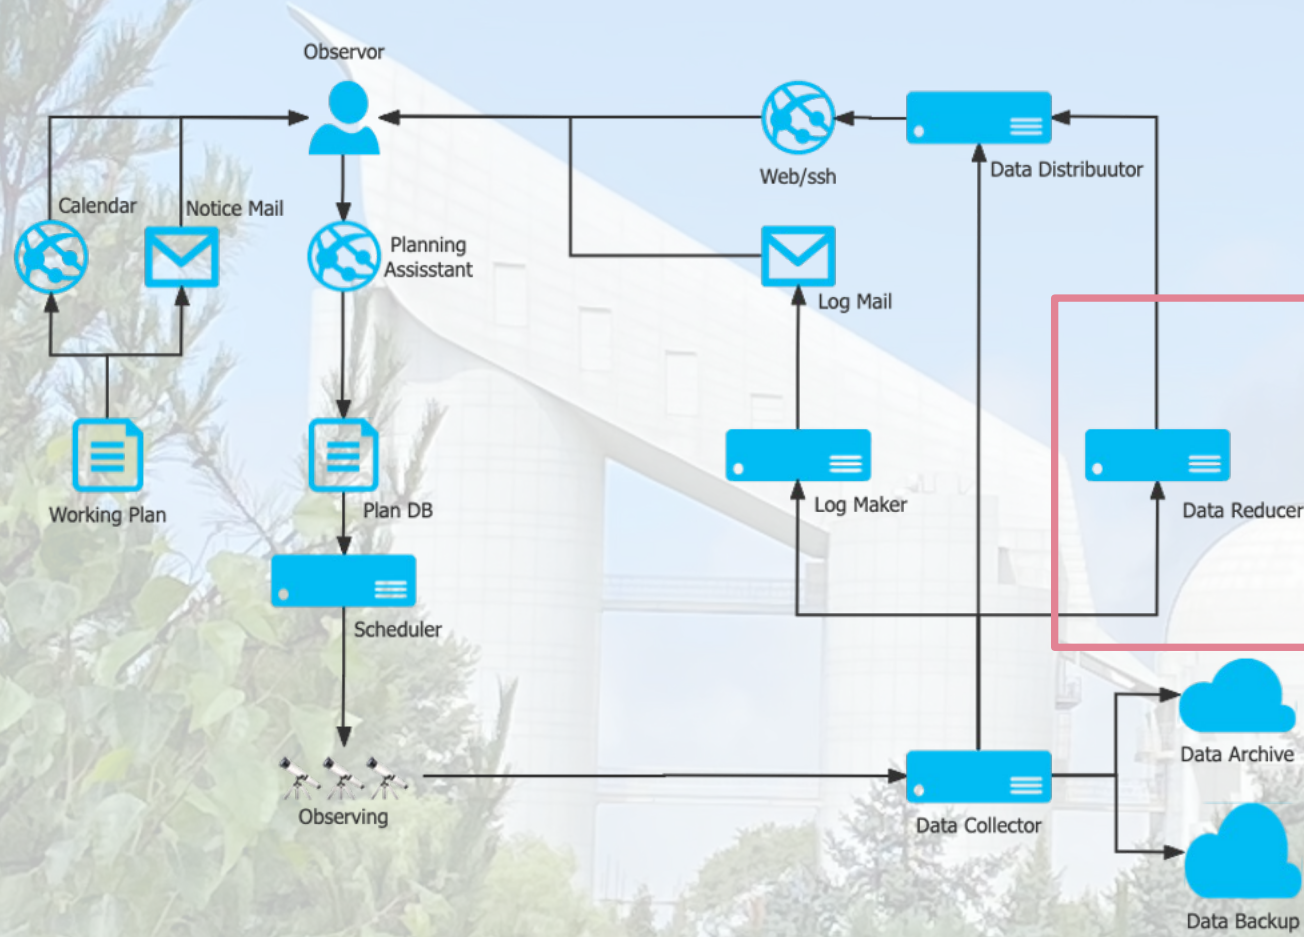 Observor
Web/ssh
Data Distribuutor
Calendar
Notice Mail
Planning
Assisstant
Log Mail
Working Plan
Plan DB
Log Maker
Data Reducer
Scheduler
Observing
Data Collector
Data Archive
Data Backup